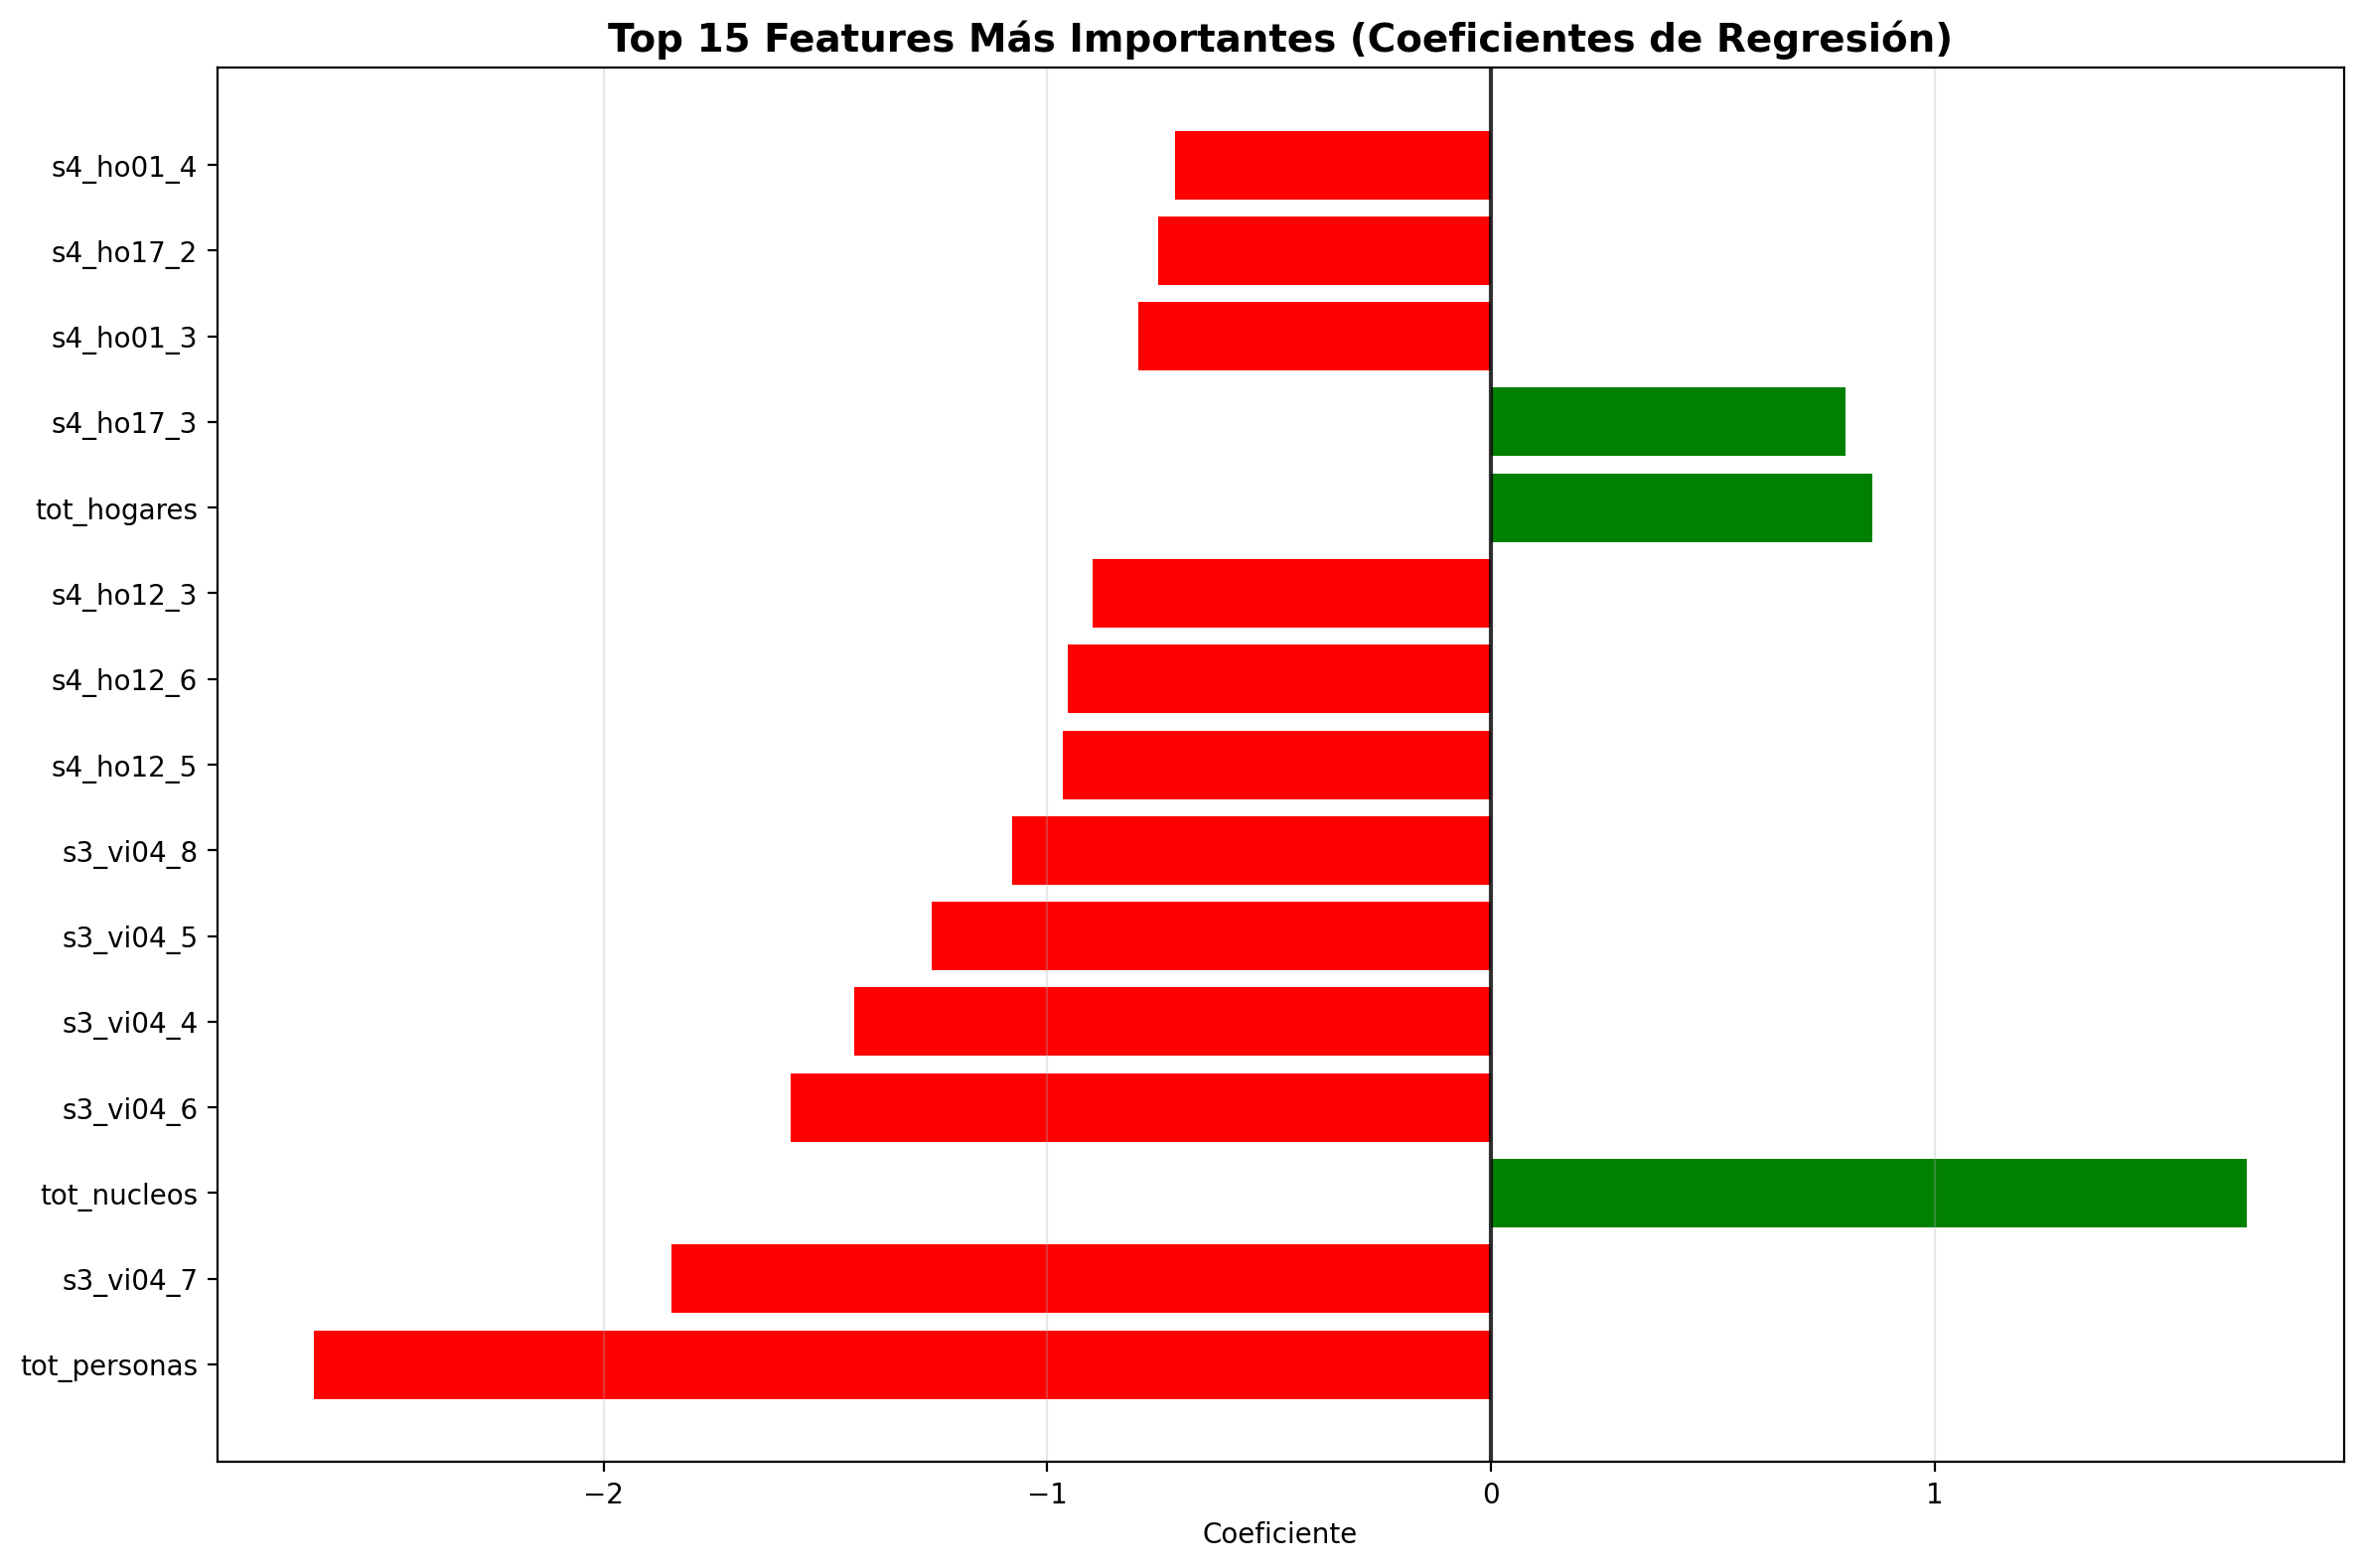 Top 15 Features Más Importantes (Coeficientes de Regresión)
s4_ho01_4
s4_ho17_2
s4_ho01_3
s4_ho17_3
tot_hogares
s4_ho12_3
s4_ho12_6
s4_ho12_5
s3_vi04_8
s3_vi04_5
s3_vi04_4
s3_vi04_6
tot_nucleos
s3_vi04_7
tot_personas
−2 −1 0 1
Coeficiente